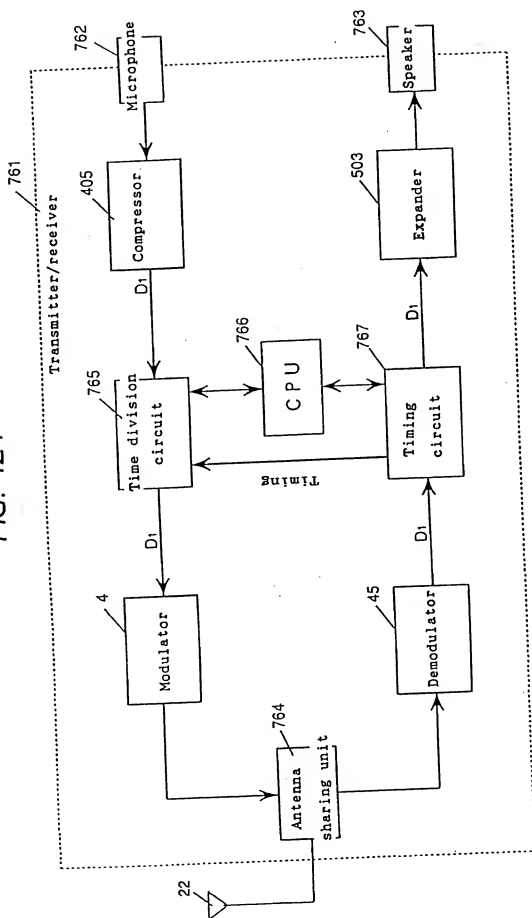 FIG. 124
761
Transmitter/receiver
762
Microphone
405
Compressor
D1
765
Time division
circuit
D1
4
Modulator
764
Antenna
sharing unit
22
766
CPU
Timing
767
Timing
circuit
D1
45
Demodulator
D1
503
Expander
763
Speaker